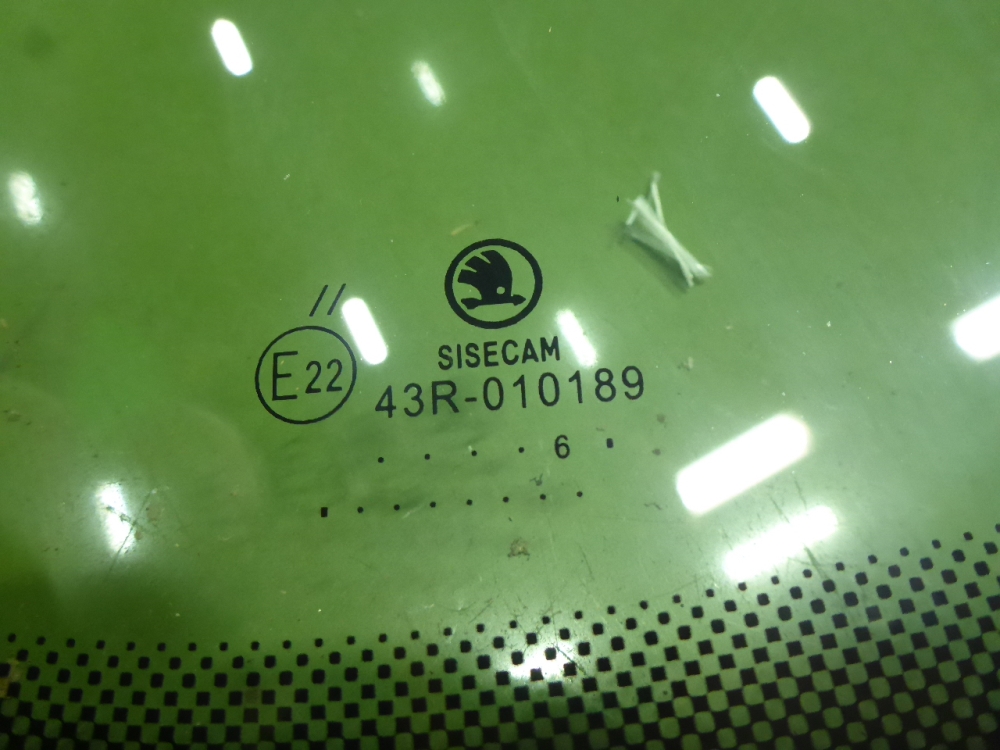 //
SISECAM
E22 43R-010189
. . . . 6 .
. . . . . . . .